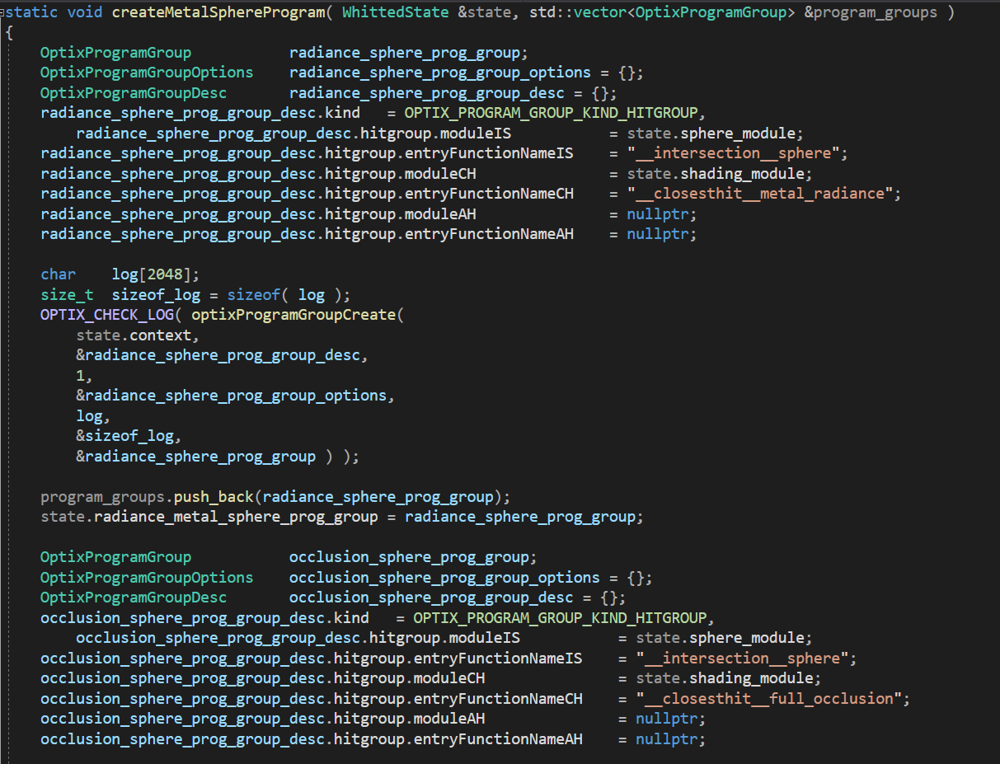 static void createMetalSphereProgram( WhittedState &state, std::vector<OptixProgramGroup> &program_groups )
{
    OptixProgramGroup           radiance_sphere_prog_group;
    OptixProgramGroupOptions    radiance_sphere_prog_group_options = {};
    OptixProgramGroupDesc       radiance_sphere_prog_group_desc = {};
    radiance_sphere_prog_group_desc.kind   = OPTIX_PROGRAM_GROUP_KIND_HITGROUP,
        radiance_sphere_prog_group_desc.hitgroup.moduleIS           = state.sphere_module;
    radiance_sphere_prog_group_desc.hitgroup.entryFunctionNameIS    = "__intersection__sphere";
    radiance_sphere_prog_group_desc.hitgroup.moduleCH               = state.shading_module;
    radiance_sphere_prog_group_desc.hitgroup.entryFunctionNameCH    = "__closesthit__metal_radiance";
    radiance_sphere_prog_group_desc.hitgroup.moduleAH               = nullptr;
    radiance_sphere_prog_group_desc.hitgroup.entryFunctionNameAH    = nullptr;

    char    log[2048];
    size_t  sizeof_log = sizeof( log );
    OPTIX_CHECK_LOG( optixProgramGroupCreate(
        state.context,
        &radiance_sphere_prog_group_desc,
        1,
        &radiance_sphere_prog_group_options,
        log,
        &sizeof_log,
        &radiance_sphere_prog_group ) );

    program_groups.push_back(radiance_sphere_prog_group);
    state.radiance_metal_sphere_prog_group = radiance_sphere_prog_group;

    OptixProgramGroup           occlusion_sphere_prog_group;
    OptixProgramGroupOptions    occlusion_sphere_prog_group_options = {};
    OptixProgramGroupDesc       occlusion_sphere_prog_group_desc = {};
    occlusion_sphere_prog_group_desc.kind   = OPTIX_PROGRAM_GROUP_KIND_HITGROUP,
        occlusion_sphere_prog_group_desc.hitgroup.moduleIS           = state.sphere_module;
    occlusion_sphere_prog_group_desc.hitgroup.entryFunctionNameIS    = "__intersection__sphere";
    occlusion_sphere_prog_group_desc.hitgroup.moduleCH               = state.shading_module;
    occlusion_sphere_prog_group_desc.hitgroup.entryFunctionNameCH    = "__closesthit__full_occlusion";
    occlusion_sphere_prog_group_desc.hitgroup.moduleAH               = nullptr;
    occlusion_sphere_prog_group_desc.hitgroup.entryFunctionNameAH    = nullptr;